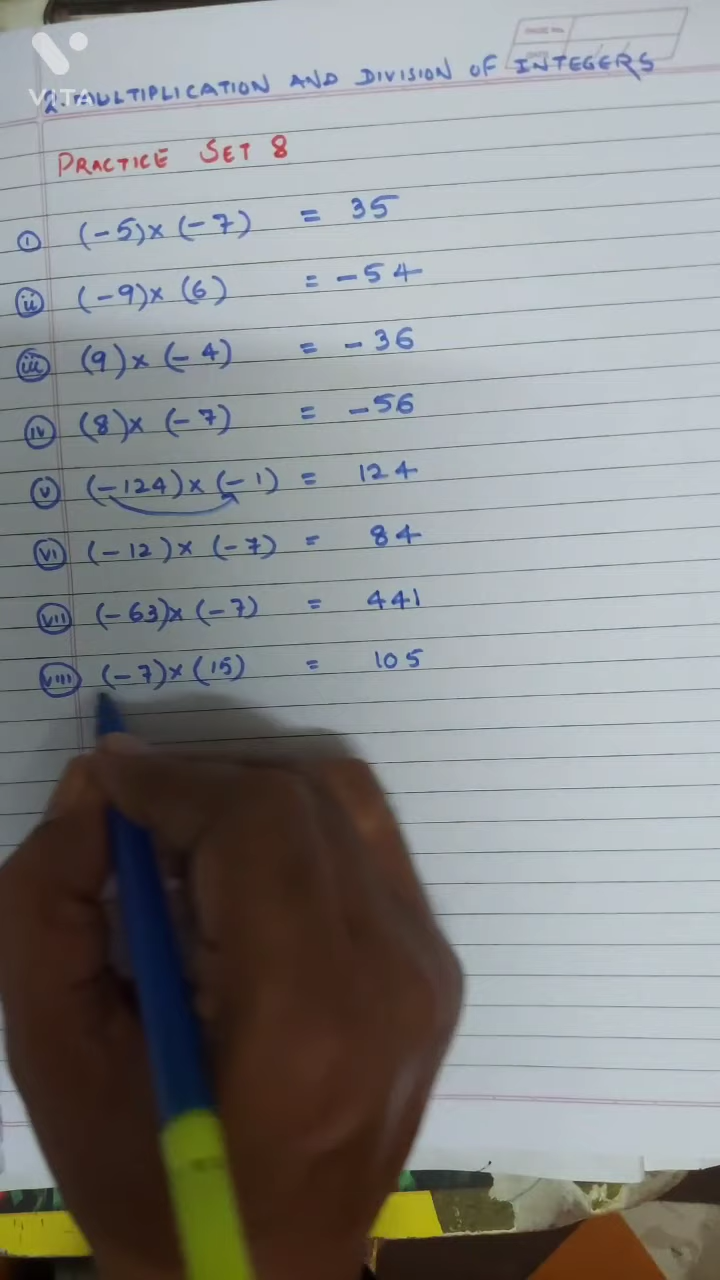 VITA
2. MULTIPLICATION AND DIVISION OF INTEGERS
PRACTICE SET 8
i (-5)x(-7) = 35
ii (-9)x(6) = -54
iii (9)x(-4) = -36
iv (8)x(-7) = -56
v (-124)x(-1) = 124
vi (-12)x(-7) = 84
vii (-63)x(-7) = 441
viii (-7)x(15) = 105